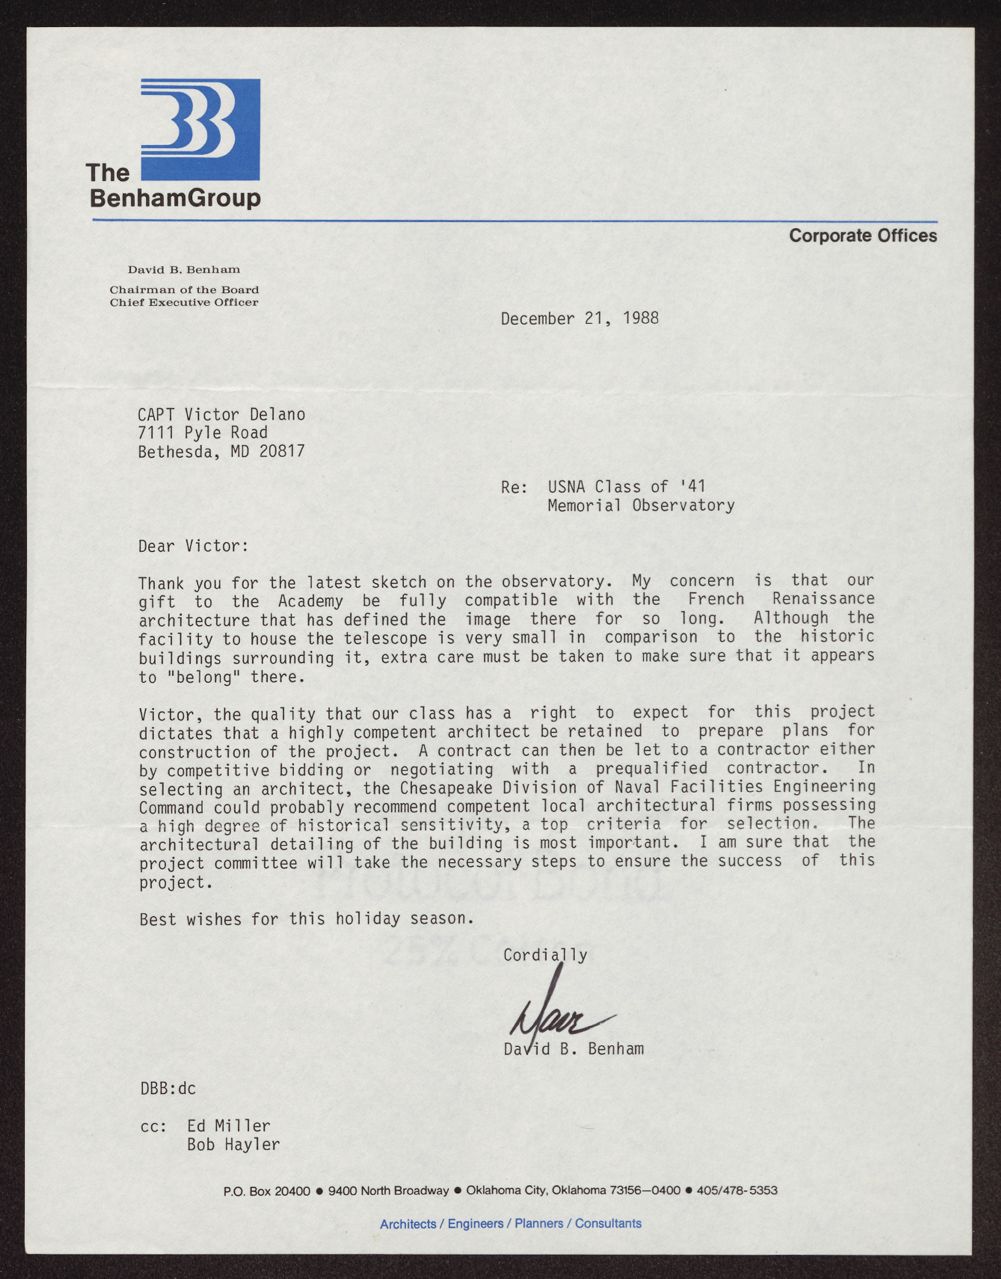 The
BenhamGroup
Corporate Offices
David B. Benham
Chairman of the Board
Chief Executive Officer
December 21, 1988
CAPT Victor Delano
7111 Pyle Road
Bethesda, MD 20817
Re: USNA Class of '41
Memorial Observatory
Dear Victor:
Thank you for the latest sketch on the observatory. My concern is that our
gift to the Academy be fully compatible with the French Renaissance
architecture that has defined the image there for so long. Although the
facility to house the telescope is very small in comparison to the historic
buildings surrounding it, extra care must be taken to make sure that it appears
to "belong" there.
Victor, the quality that our class has a right to expect for this project
dictates that a highly competent architect be retained to prepare plans for
construction of the project. A contract can then be let to a contractor either
by competitive bidding or negotiating with a prequalified contractor. In
selecting an architect, the Chesapeake Division of Naval Facilities Engineering
Command could probably recommend competent local architectural firms possessing
a high degree of historical sensitivity, a top criteria for selection. The
architectural detailing of the building is most important. I am sure that the
project committee will take the necessary steps to ensure the success of this
project.
Best wishes for this holiday season.
Cordially
Dave
David B. Benham
DBB:dc
cc: Ed Miller
Bob Hayler
P.O. Box 20400 • 9400 North Broadway • Oklahoma City, Oklahoma 73156—0400 • 405/478-5353
Architects / Engineers / Planners / Consultants